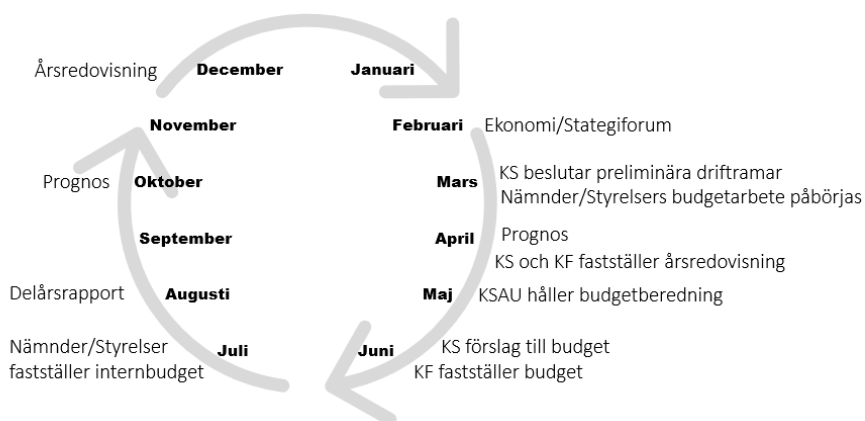 Årsredovisning December Januari
November Februari Ekonomi/Stategiforum
Prognos Oktober Mars KS beslutar preliminära driftramar
Nämnder/Styrelsers budgetarbete påbörjas
September April Prognos
KS och KF fastställer årsredovisning
Delårsrapport Augusti Maj KSAU håller budgetberedning
Nämnder/Styrelser Juli Juni KS förslag till budget
fastställer internbudget KF fastställer budget